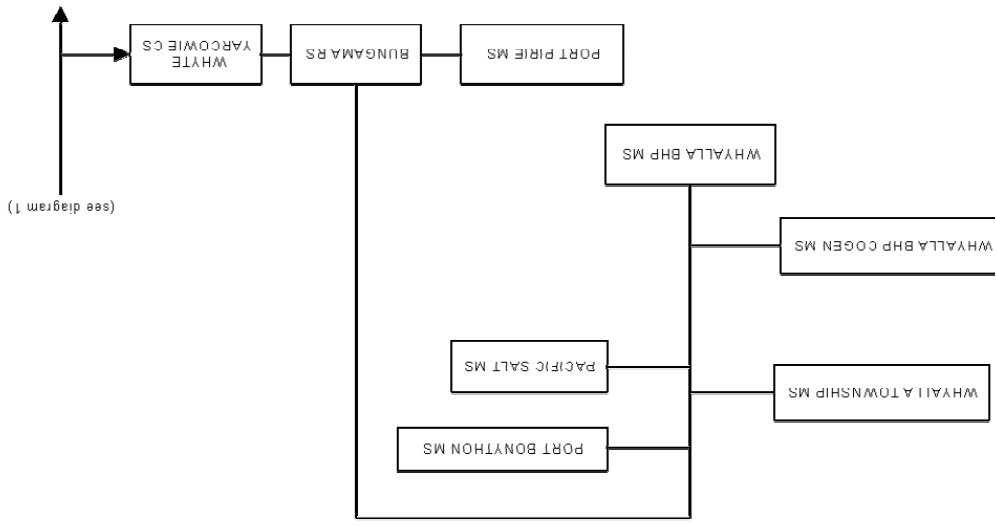 PORT BONYTHON MS
WHYALLA TOWNSHIP MS
PACIFIC SALT MS
WHYALLA BHP COGEN MS
(see diagram 1)
WHYALLA BHP MS
PORT PIRIE MS
BUNGAMA RS
WHYTE
YARCOWIE CS